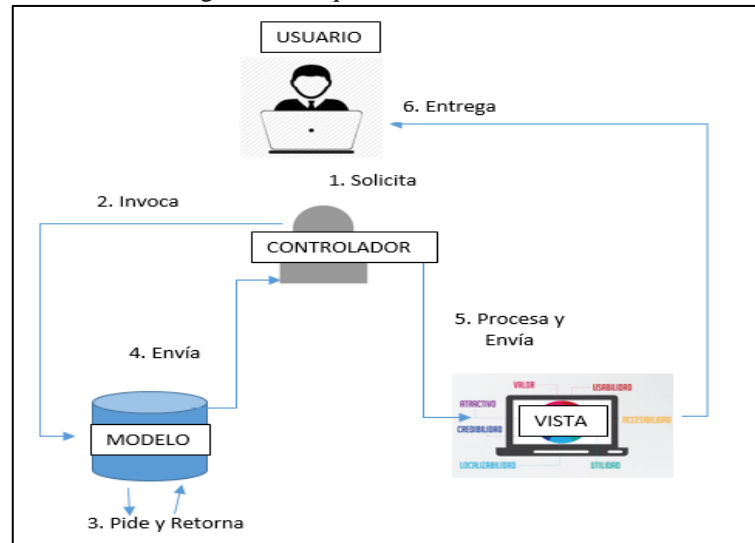 USUARIO
6. Entrega
1. Solicita
2. Invoca
CONTROLADOR
5. Procesa y
Envía
4. Envía
VALOR
USABILIDAD
ATRACTIVO
VISTA
ACCESIBILIDAD
CREDIBILIDAD
MODELO
LOCALIZABILIDAD
UTILIDAD
3. Pide y Retorna